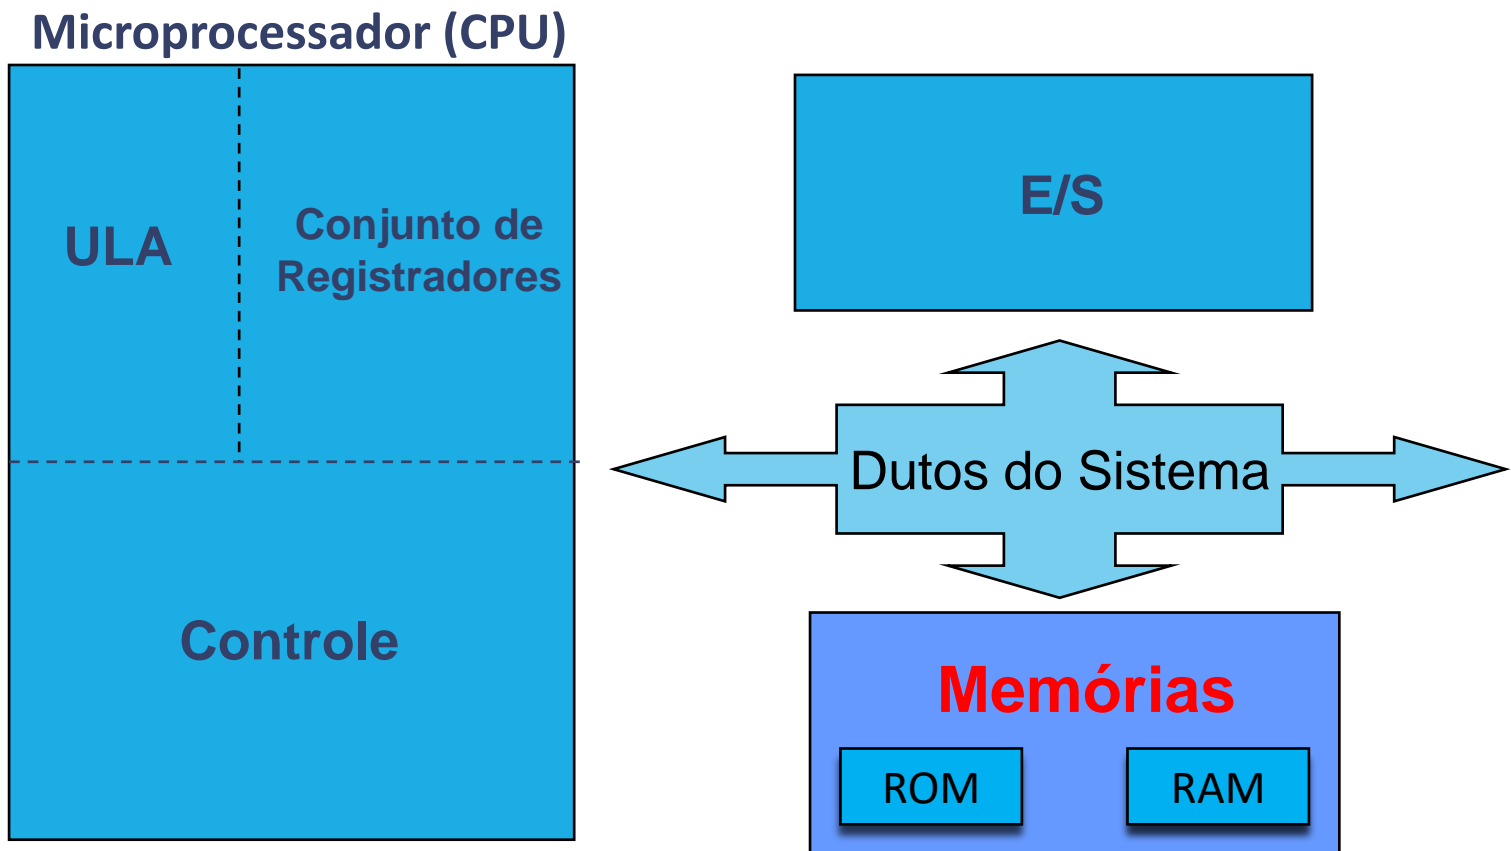 Microprocessador (CPU)
ULA
Conjunto de
Registradores
Controle
E/S
Dutos do Sistema
Memórias
ROM
RAM